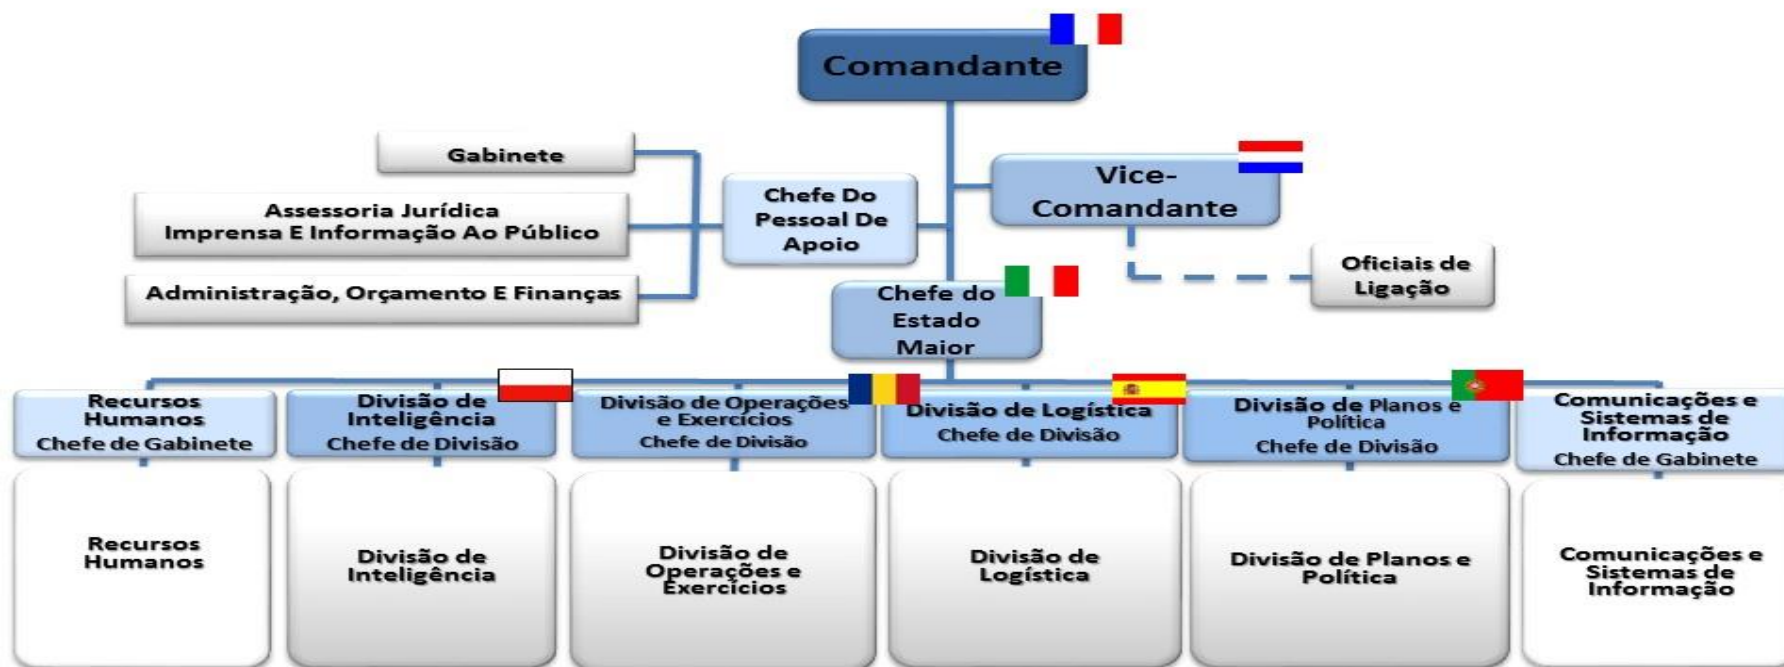 Comandante
Gabinete
Assessoria Jurídica
Imprensa E Informação Ao Público
Administração, Orçamento E Finanças
Chefe Do
Pessoal De
Apoio
Vice-
Comandante
Oficiais de
Ligação
Chefe do
Estado
Maior
Recursos
Humanos
Chefe de Gabinete
Divisão de
Inteligência
Chefe de Divisão
Divisão de Operações
e Exercícios
Chefe de Divisão
Divisão de Logística
Chefe de Divisão
Divisão de Planos e
Política
Chefe de Divisão
Comunicações e
Sistemas de
Informação
Chefe de Gabinete
Recursos
Humanos
Divisão de
Inteligência
Divisão de
Operações e
Exercícios
Divisão de
Logística
Divisão de Planos e
Política
Comunicações e
Sistemas de
Informação